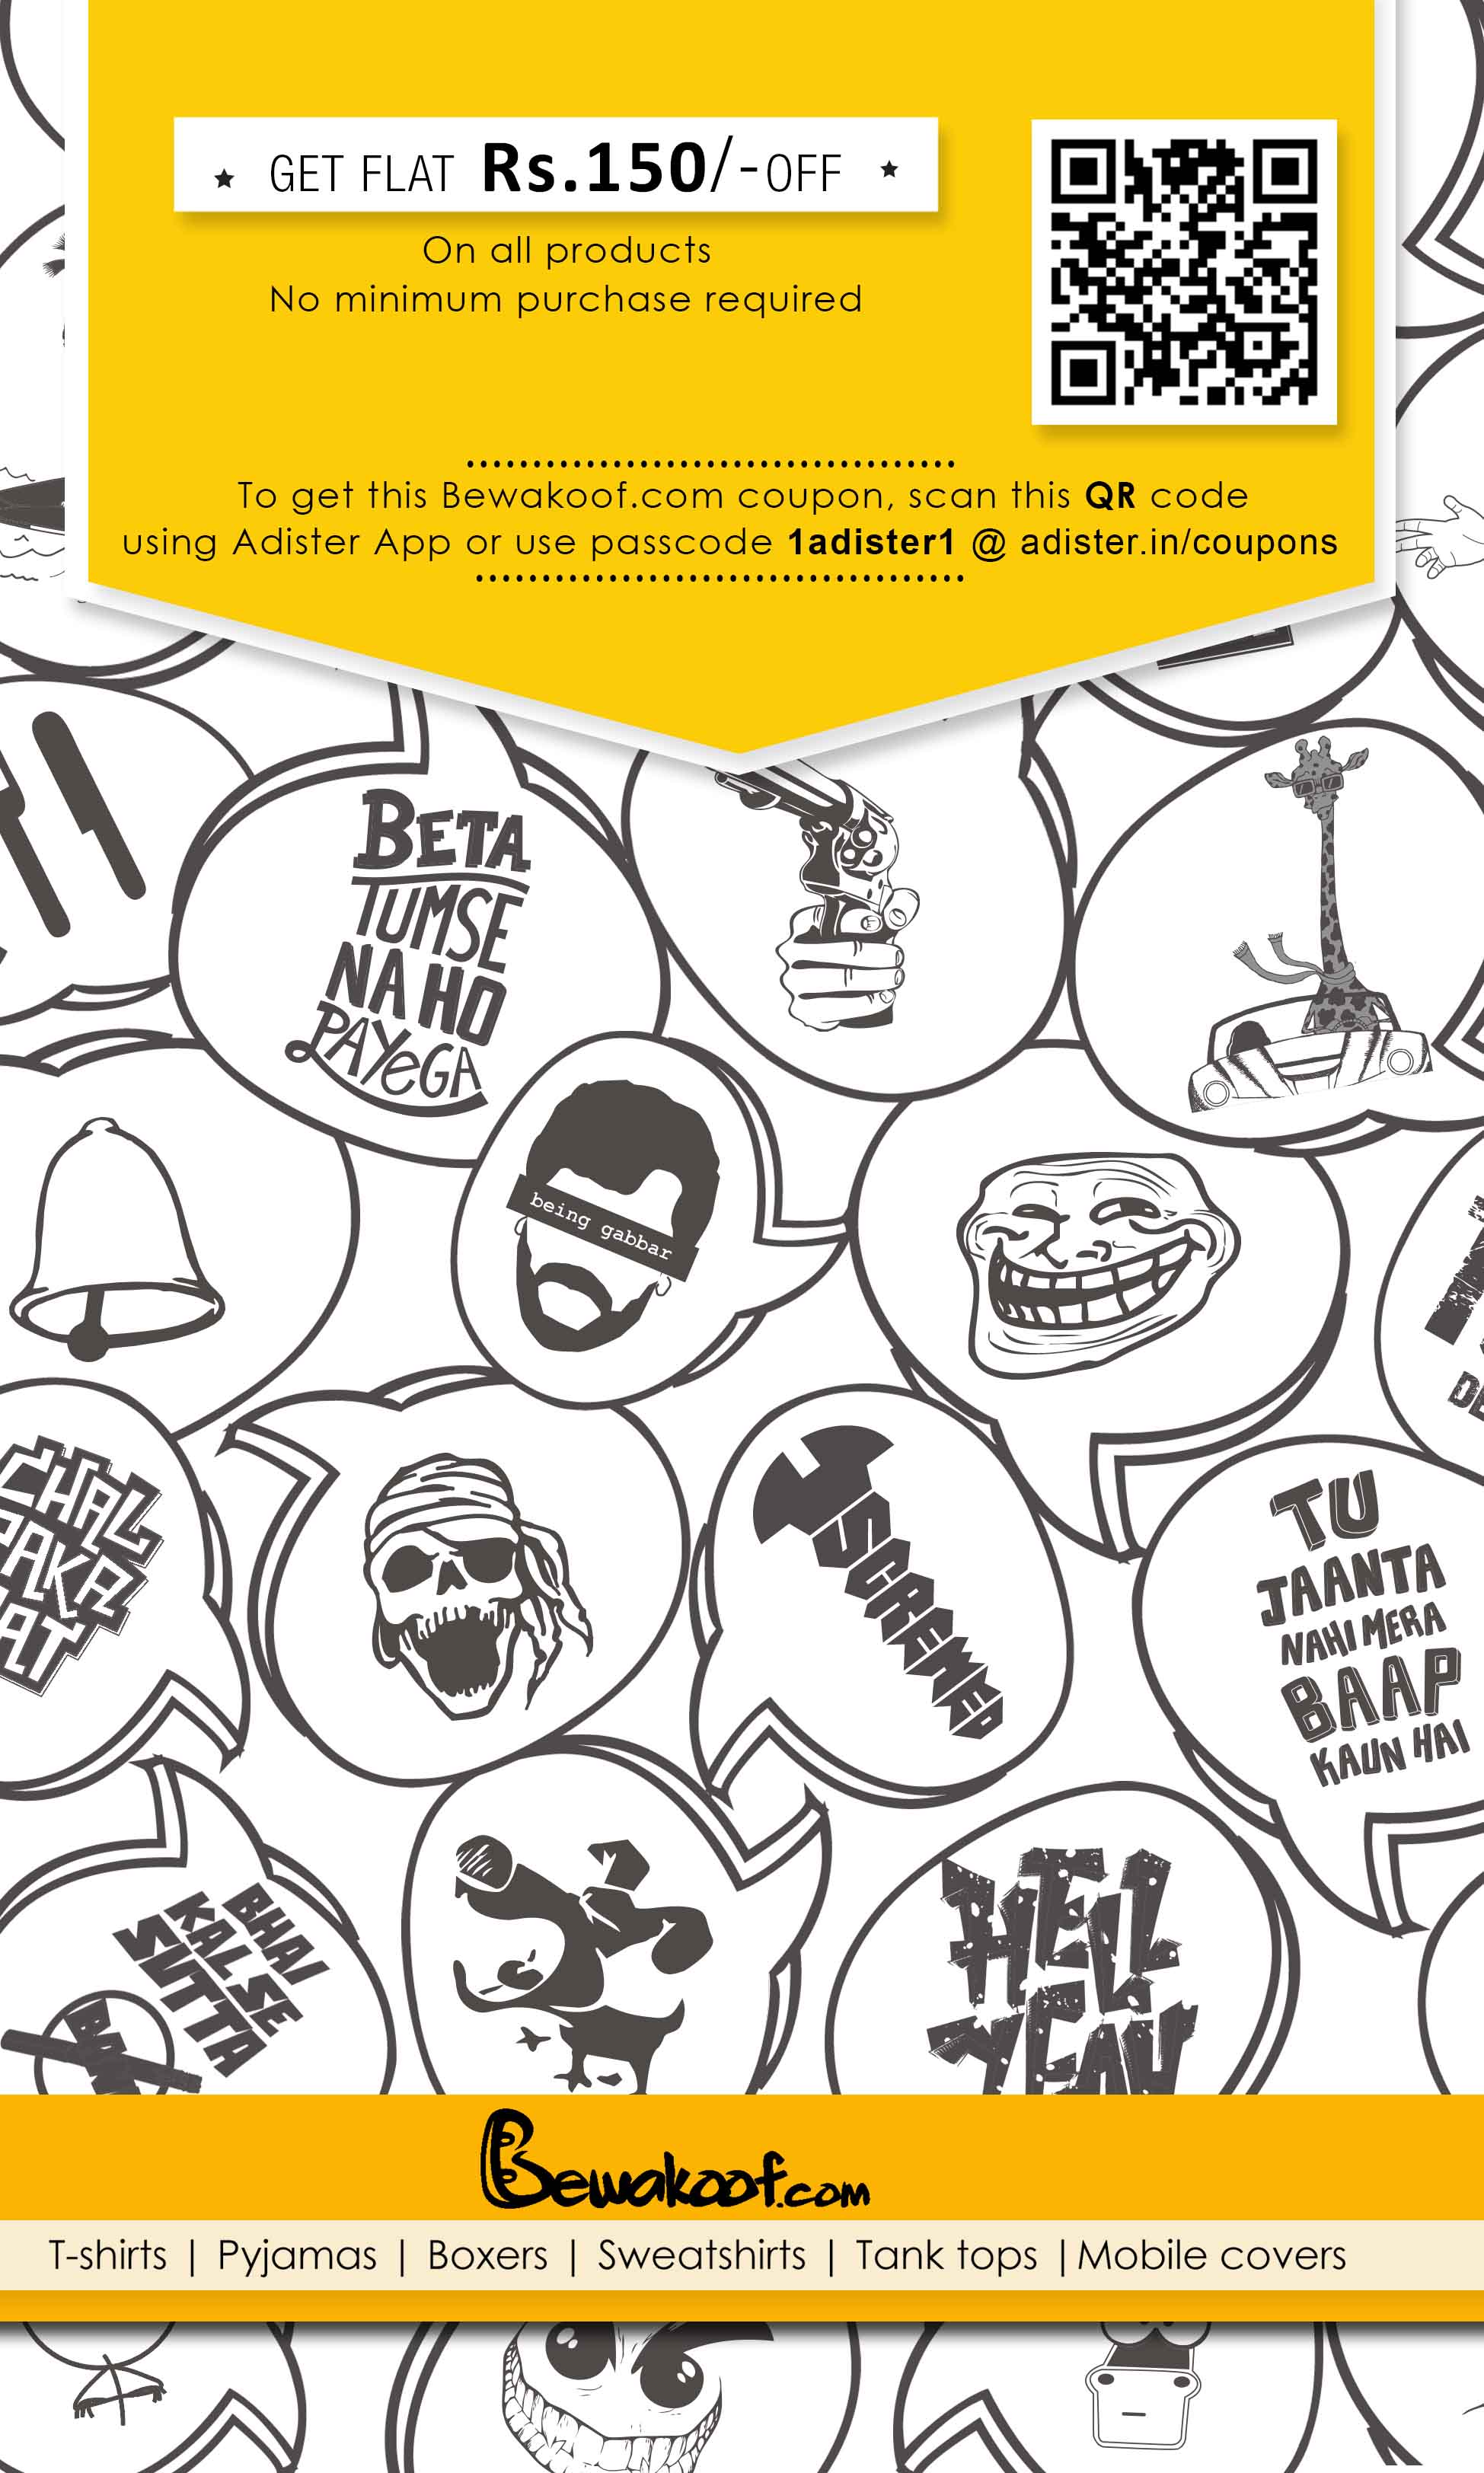 GET FLAT Rs.150/-OFF
On all products
No minimum purchase required
To get this Bewakoof.com coupon, scan this QR code
using Adister App or use passcode 1adister1 @ adister.in/coupons
BETA
TUMSE
NA HO
PAYeGA
being gabbar
CHAL
SCREWED
TU
JAANTA
NAHI MERA
BAAP
KAUN HAI
BHAI
KAL SE
SUTTA
HELL
YEAH
Bewakoof.com
T-shirts | Pyjamas | Boxers | Sweatshirts | Tank tops | Mobile covers